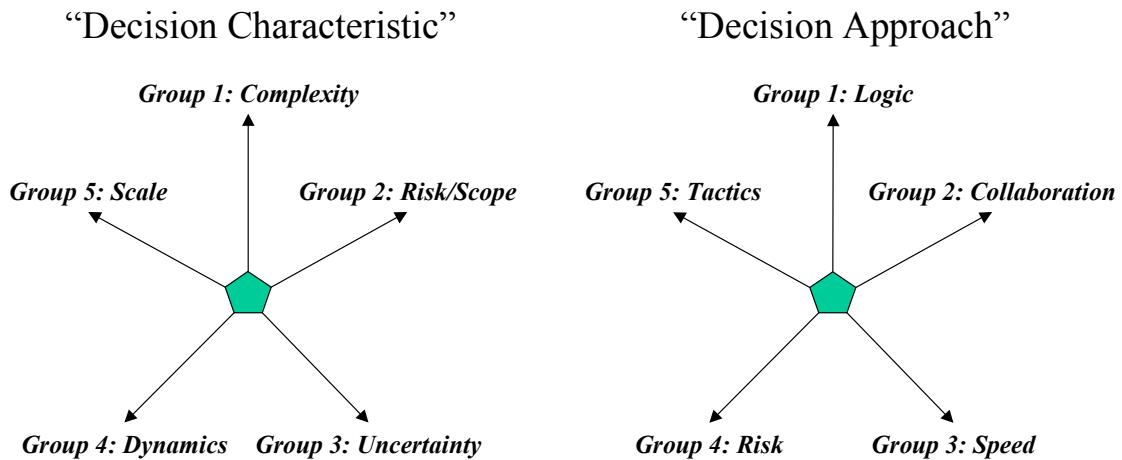 “Decision Characteristic”
“Decision Approach”
Group 1: Complexity
Group 1: Logic
Group 5: Scale
Group 2: Risk/Scope
Group 5: Tactics
Group 2: Collaboration
Group 4: Dynamics
Group 3: Uncertainty
Group 4: Risk
Group 3: Speed